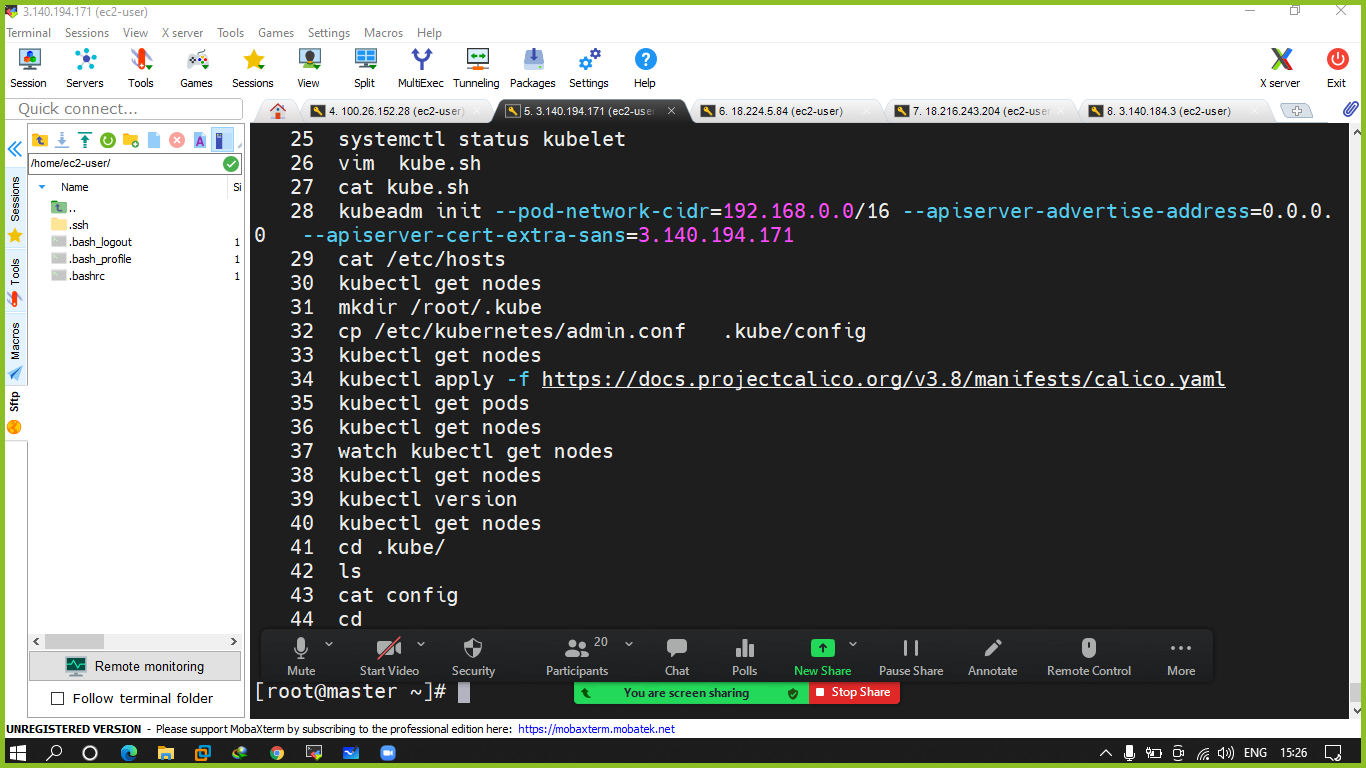 3.140.194.171 (ec2-user)
Terminal Sessions View X server Tools Games Settings Macros Help
Session Servers Tools Games Sessions View Split MultiExec Tunneling Packages Settings Help X server Exit
Quick connect...
4. 100.26.152.28 (ec2-user) 5. 3.140.194.171 (ec2-user 6. 18.224.5.84 (ec2-user) 7. 18.216.243.204 (ec2-user 8. 3.140.184.3 (ec2-user)
/home/ec2-user/
Name Si
..
.ssh
.bash_logout 1
.bash_profile 1
.bashrc 1
Sessions
Tools
Macros
Sftp
25 systemctl status kubelet
26 vim  kube.sh
27 cat kube.sh
28 kubeadm init --pod-network-cidr=192.168.0.0/16 --apiserver-advertise-address=0.0.0.
0   --apiserver-cert-extra-sans=3.140.194.171
29 cat /etc/hosts
30 kubectl get nodes
31 mkdir /root/.kube
32 cp /etc/kubernetes/admin.conf   .kube/config
33 kubectl get nodes
34 kubectl apply -f https://docs.projectcalico.org/v3.8/manifests/calico.yaml
35 kubectl get pods
36 kubectl get nodes
37 watch kubectl get nodes
38 kubectl get nodes
39 kubectl version
40 kubectl get nodes
41 cd .kube/
42 ls
43 cat config
44 cd
Remote monitoring
Follow terminal folder
20
Mute Start Video Security Participants Chat Polls New Share Pause Share Annotate Remote Control More
[root@master ~]#
You are screen sharing Stop Share
UNREGISTERED VERSION - Please support MobaXterm by subscribing to the professional edition here: https://mobaxterm.mobatek.net
ENG 15:26